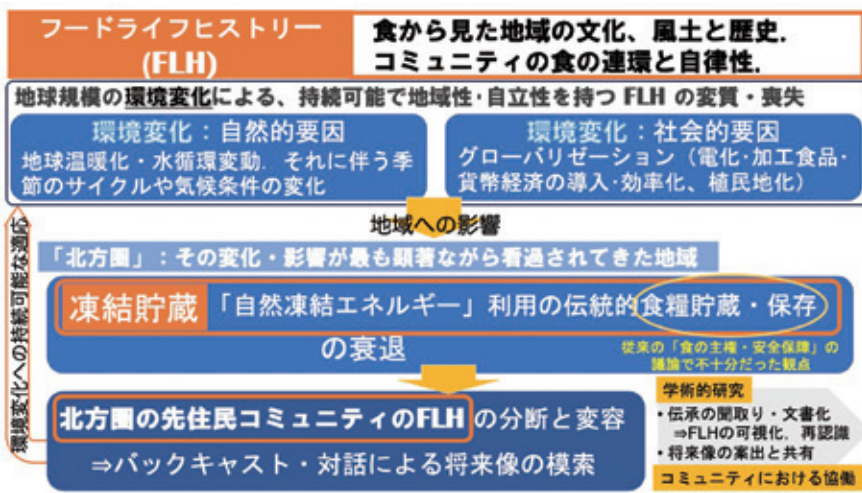 フードライフヒストリー
(FLH)
食から見た地域の文化、風土と歴史.
コミュニティの食の連環と自律性.
地球規模の環境変化による、持続可能で地域性・自立性を持つ FLH の変質・喪失
環境変化：自然的要因
地球温暖化・水循環変動. それに伴う季
節のサイクルや気候条件の変化
環境変化：社会的要因
グローバリゼーション（電化・加工食品・
貨幣経済の導入・効率化、植民地化）
地域への影響
「北方圏」：その変化・影響が最も顕著ながら看過されてきた地域
凍結貯蔵
「自然凍結エネルギー」利用の伝統的食糧貯蔵・保存
の衰退
従来の「食の主権・安全保障」の
議論で不十分だった観点
北方圏の先住民コミュニティのFLH の分断と変容
⇒バックキャスト・対話による将来像の模索
学術的研究
・伝承の聞取り・文書化
⇒FLHの可視化, 再認識
・将来像の案出と共有
コミュニティにおける協働
環境変化への持続可能な適応